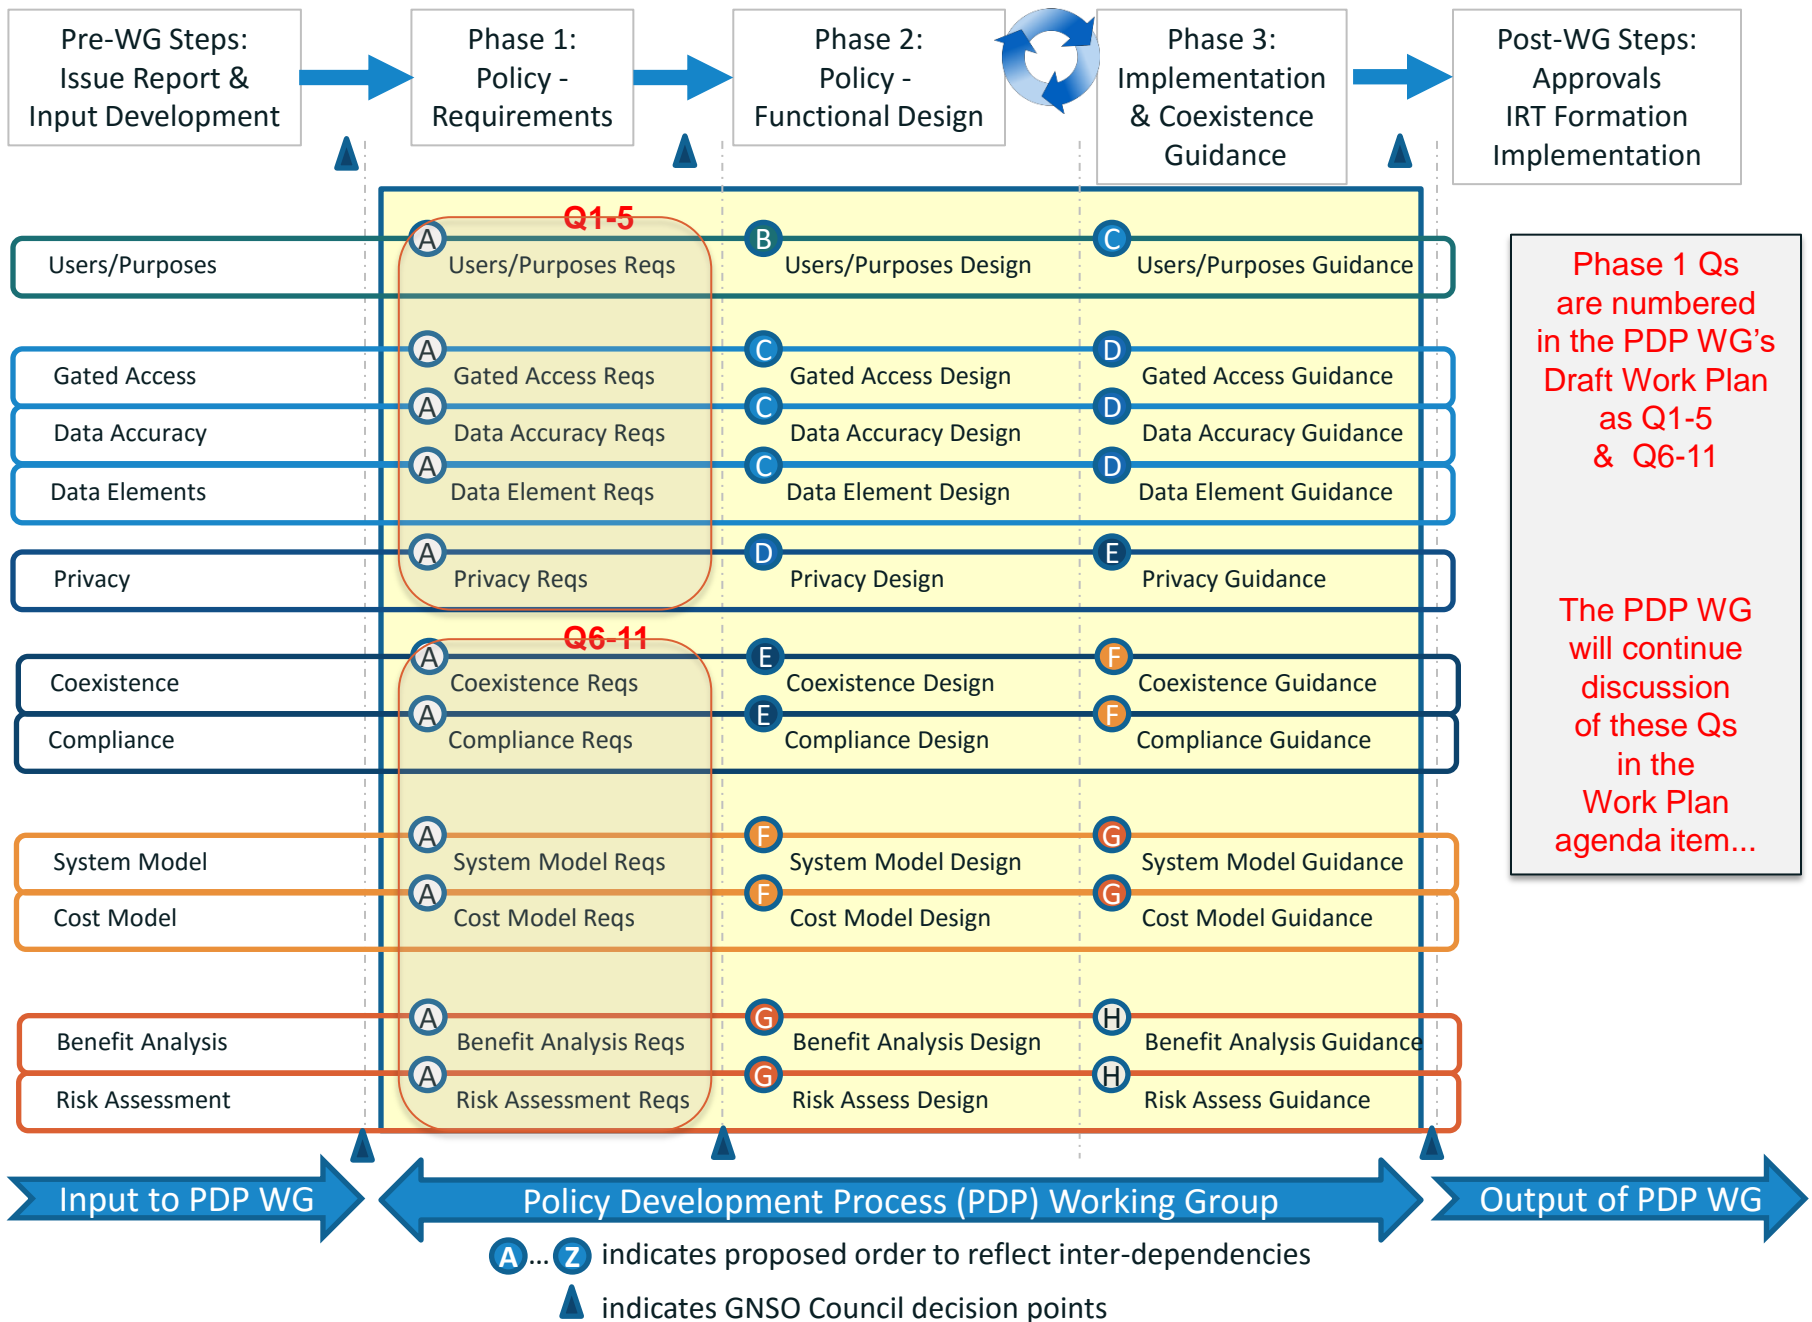 Pre-WG Steps:
Issue Report &
Input Development
Phase 1:
Policy -
Requirements
Phase 2:
Policy -
Functional Design
Phase 3:
Implementation
& Coexistence
Guidance
Post-WG Steps:
Approvals
IRT Formation
Implementation
Q1-5
A B C
Users/Purposes Users/Purposes Reqs Users/Purposes Design Users/Purposes Guidance
A C D
Gated Access Gated Access Reqs Gated Access Design Gated Access Guidance
A C D
Data Accuracy Data Accuracy Reqs Data Accuracy Design Data Accuracy Guidance
A C D
Data Elements Data Element Reqs Data Element Design Data Element Guidance
A D E
Privacy Privacy Reqs Privacy Design Privacy Guidance
Q6-11
A E F
Coexistence Coexistence Reqs Coexistence Design Coexistence Guidance
A E F
Compliance Compliance Reqs Compliance Design Compliance Guidance
A F G
System Model System Model Reqs System Model Design System Model Guidance
A F G
Cost Model Cost Model Reqs Cost Model Design Cost Model Guidance
A G H
Benefit Analysis Benefit Analysis Reqs Benefit Analysis Design Benefit Analysis Guidance
A G H
Risk Assessment Risk Assessment Reqs Risk Assess Design Risk Assess Guidance
Phase 1 Qs
are numbered
in the PDP WG's
Draft Work Plan
as Q1-5
& Q6-11
The PDP WG
will continue
discussion
of these Qs
in the
Work Plan
agenda item...
Input to PDP WG
Policy Development Process (PDP) Working Group
Output of PDP WG
A ... Z indicates proposed order to reflect inter-dependencies
indicates GNSO Council decision points